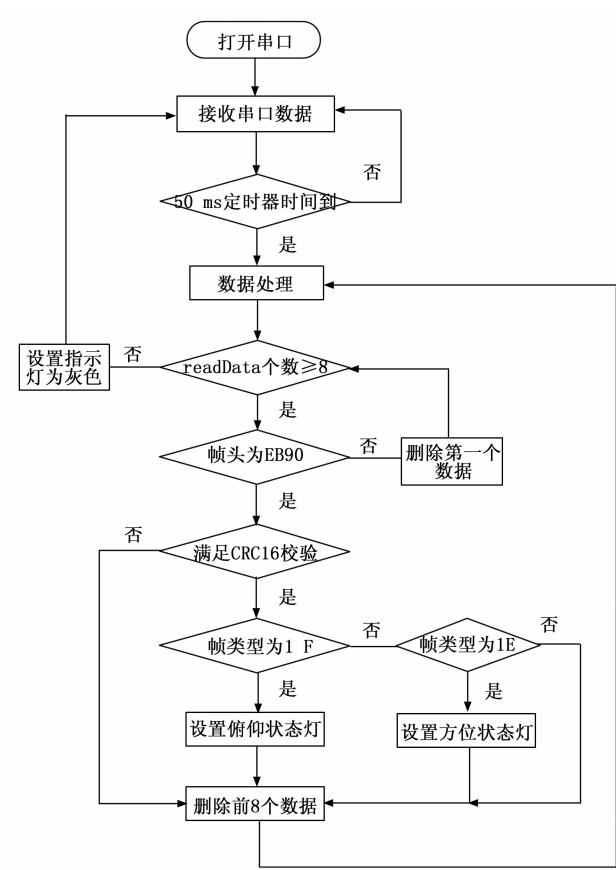 打开串口
接收串口数据
否
50 ms定时器时间到
是
数据处理
设置指示
灯为灰色
否
readData个数≥8
是
帧头为EB90
否
删除第一个
数据
是
否
满足CRC16校验
是
帧类型为1 F
否
帧类型为1E
否
是
是
设置俯仰状态灯
设置方位状态灯
删除前8个数据